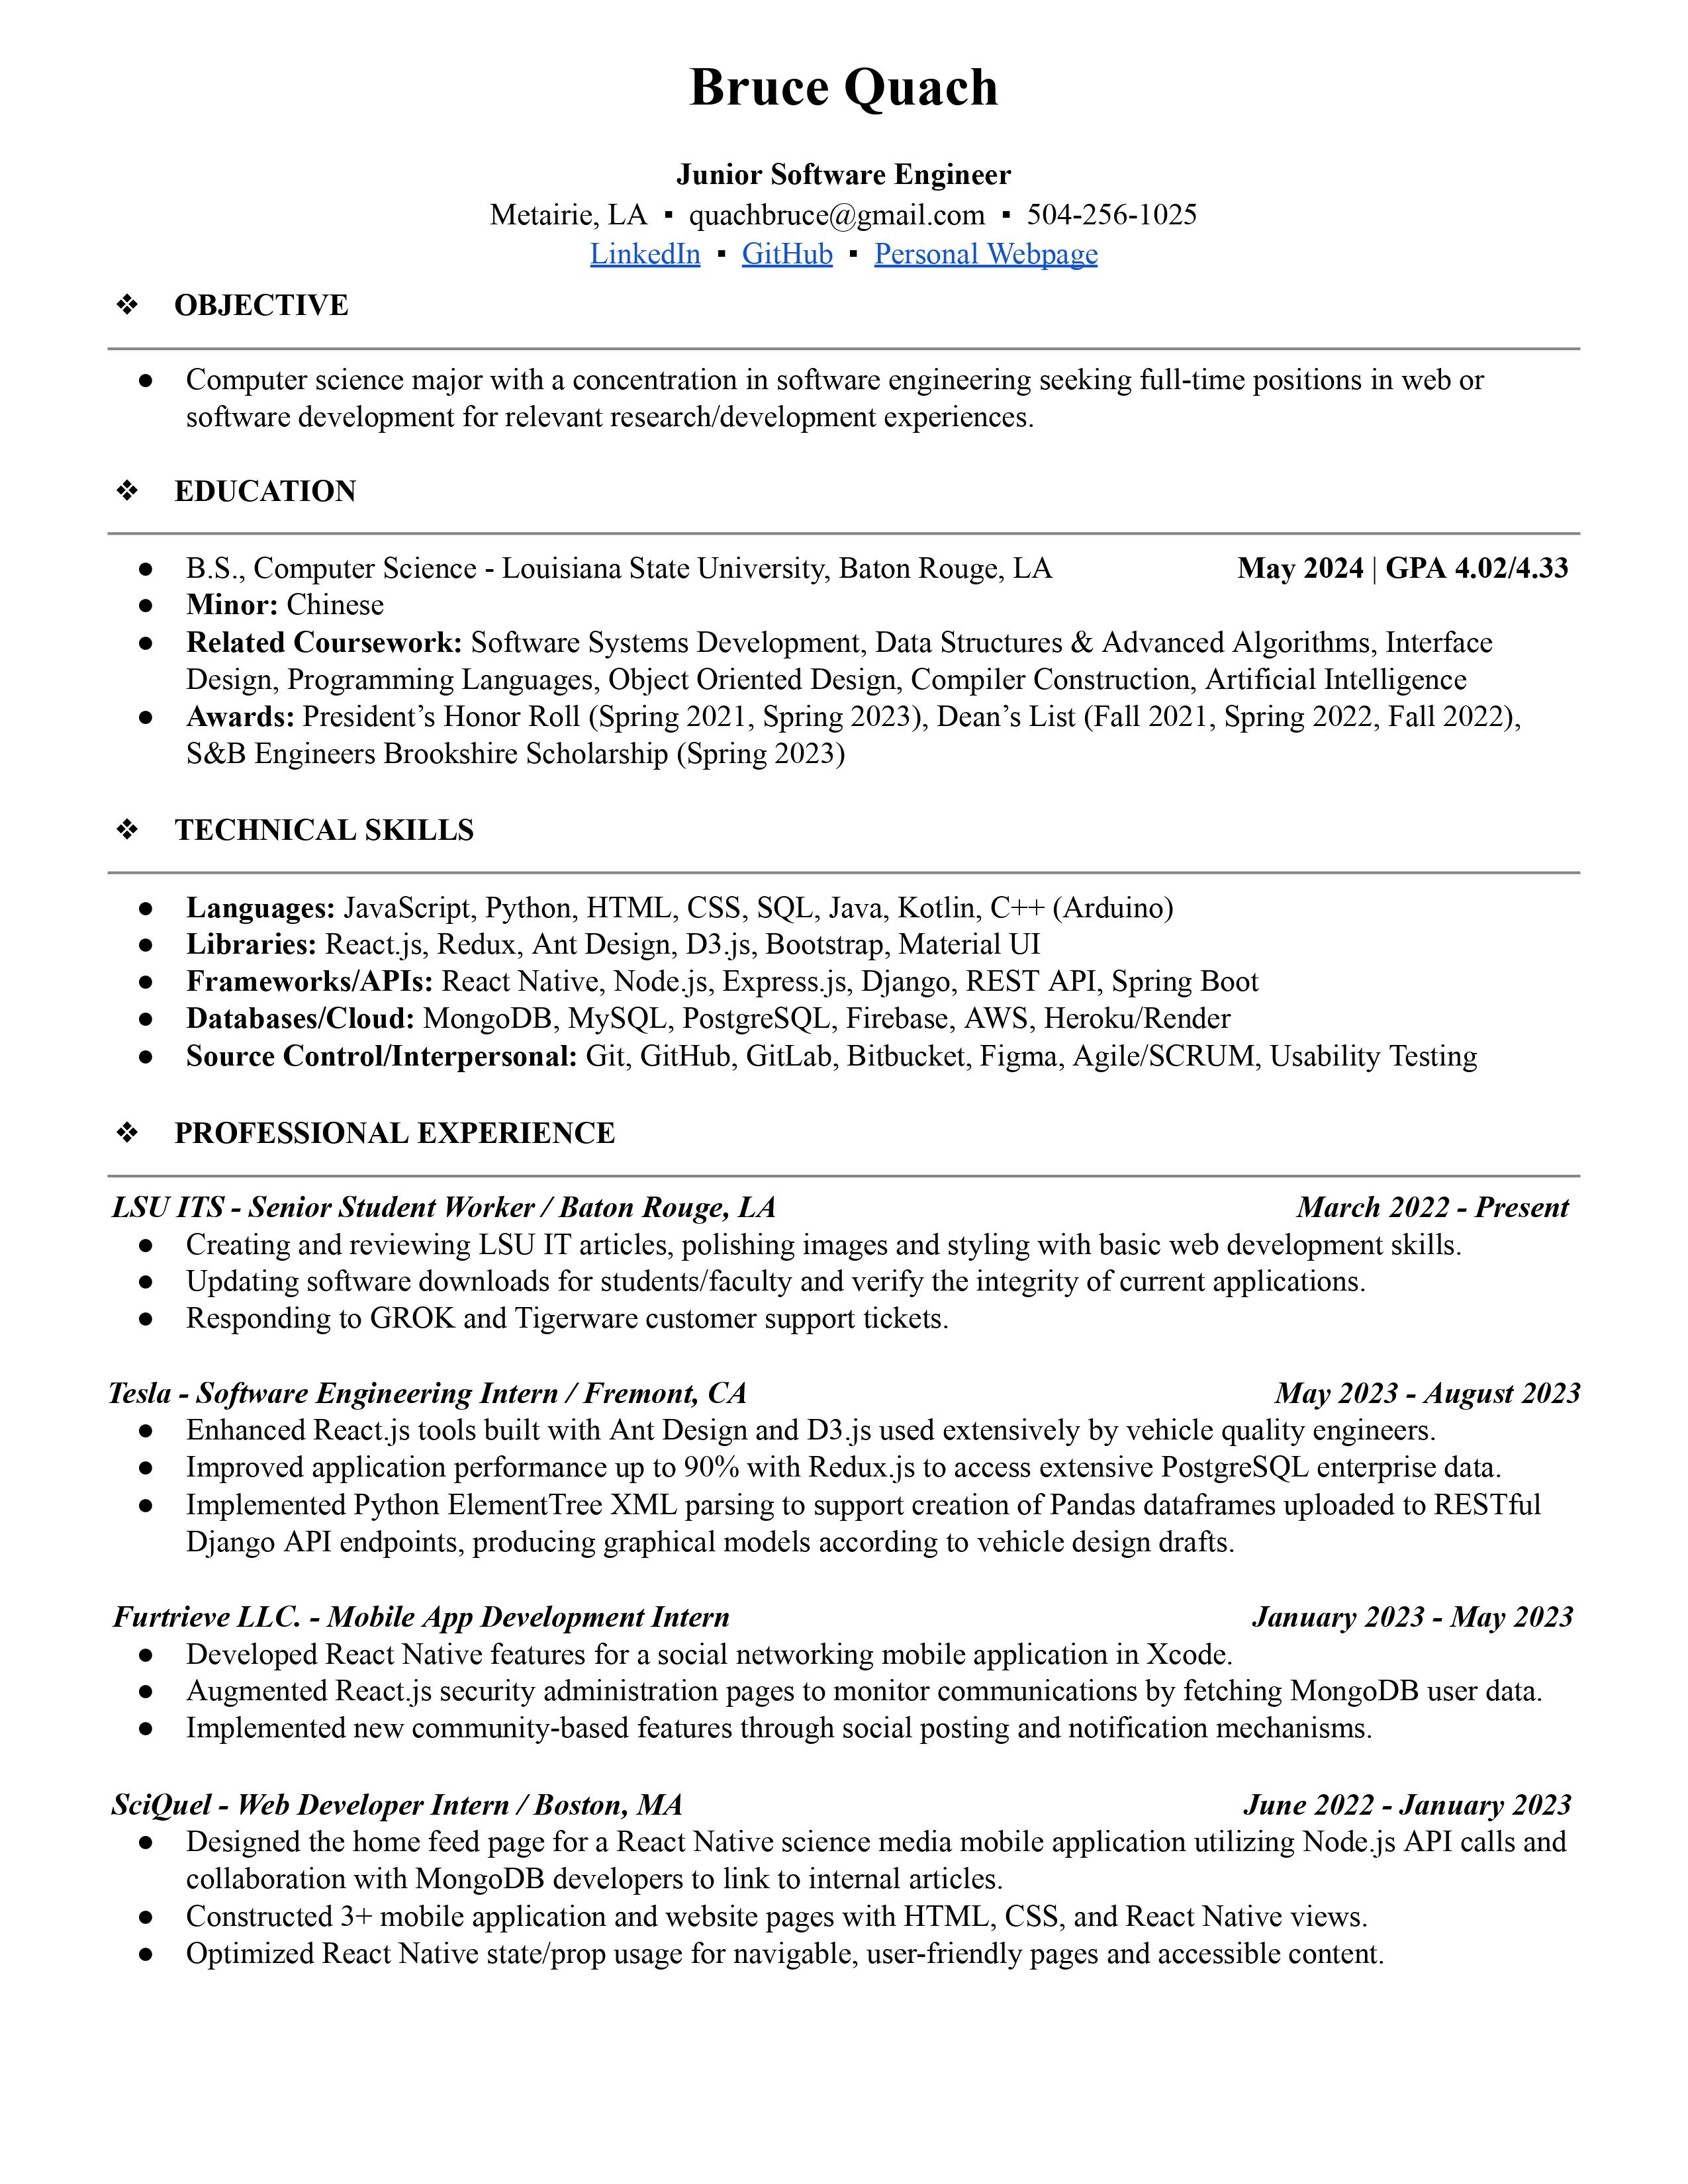 Bruce Quach
Junior Software Engineer
Metairie, LA ▪ quachbruce@gmail.com ▪ 504-256-1025
LinkedIn ▪ GitHub ▪ Personal Webpage
❖ OBJECTIVE
● Computer science major with a concentration in software engineering seeking full-time positions in web or
software development for relevant research/development experiences.
❖ EDUCATION
● B.S., Computer Science - Louisiana State University, Baton Rouge, LA May 2024 | GPA 4.02/4.33
● Minor: Chinese
● Related Coursework: Software Systems Development, Data Structures & Advanced Algorithms, Interface
Design, Programming Languages, Object Oriented Design, Compiler Construction, Artificial Intelligence
● Awards: President’s Honor Roll (Spring 2021, Spring 2023), Dean’s List (Fall 2021, Spring 2022, Fall 2022),
S&B Engineers Brookshire Scholarship (Spring 2023)
❖ TECHNICAL SKILLS
● Languages: JavaScript, Python, HTML, CSS, SQL, Java, Kotlin, C++ (Arduino)
● Libraries: React.js, Redux, Ant Design, D3.js, Bootstrap, Material UI
● Frameworks/APIs: React Native, Node.js, Express.js, Django, REST API, Spring Boot
● Databases/Cloud: MongoDB, MySQL, PostgreSQL, Firebase, AWS, Heroku/Render
● Source Control/Interpersonal: Git, GitHub, GitLab, Bitbucket, Figma, Agile/SCRUM, Usability Testing
❖ PROFESSIONAL EXPERIENCE
LSU ITS - Senior Student Worker / Baton Rouge, LA March 2022 - Present
● Creating and reviewing LSU IT articles, polishing images and styling with basic web development skills.
● Updating software downloads for students/faculty and verify the integrity of current applications.
● Responding to GROK and Tigerware customer support tickets.
Tesla - Software Engineering Intern / Fremont, CA May 2023 - August 2023
● Enhanced React.js tools built with Ant Design and D3.js used extensively by vehicle quality engineers.
● Improved application performance up to 90% with Redux.js to access extensive PostgreSQL enterprise data.
● Implemented Python ElementTree XML parsing to support creation of Pandas dataframes uploaded to RESTful
Django API endpoints, producing graphical models according to vehicle design drafts.
Furtrieve LLC. - Mobile App Development Intern January 2023 - May 2023
● Developed React Native features for a social networking mobile application in Xcode.
● Augmented React.js security administration pages to monitor communications by fetching MongoDB user data.
● Implemented new community-based features through social posting and notification mechanisms.
SciQuel - Web Developer Intern / Boston, MA June 2022 - January 2023
● Designed the home feed page for a React Native science media mobile application utilizing Node.js API calls and
collaboration with MongoDB developers to link to internal articles.
● Constructed 3+ mobile application and website pages with HTML, CSS, and React Native views.
● Optimized React Native state/prop usage for navigable, user-friendly pages and accessible content.